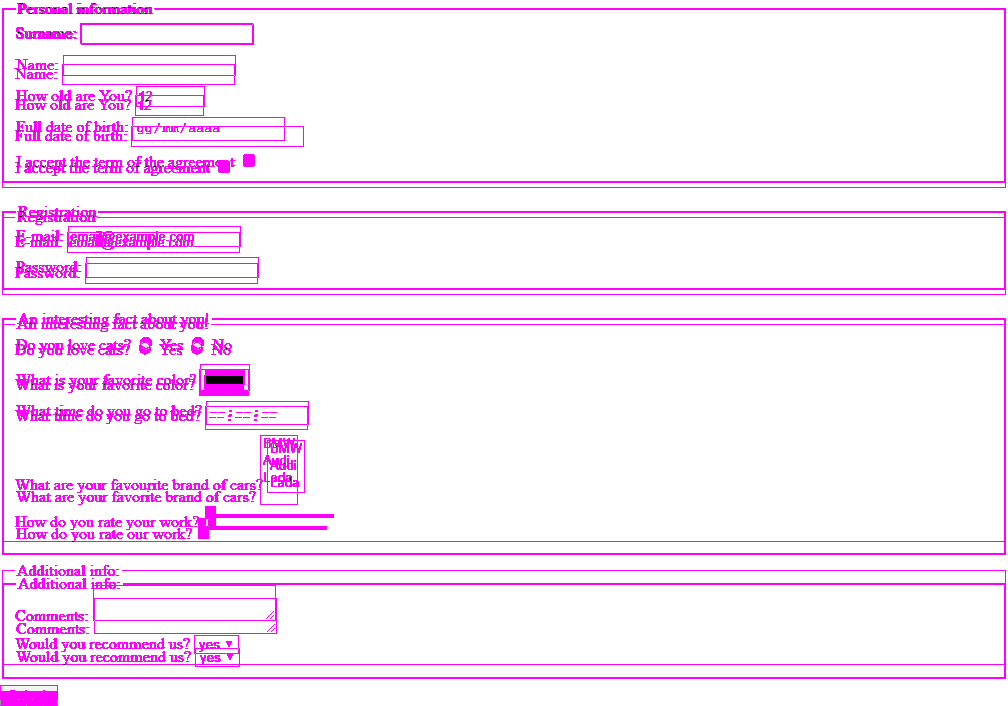 Personal information
Surname:
Name:
Name:
How old are You? 12
How old are You? 42
Full date of birth: gg/mm/aaaa
Full date of birth:
I accept the term of the agreement
I accept the term of agreement
Registration
Registration
E-mail: email@example.com
E-mail: email@example.com
Password:
Password:
An interesting fact about you!
An interesting fact about you!
Do you love cats? Yes No
Do you love cats? Yes No
What is your favorite color?
What is your favorite color?
What time do you go to bed? --:--:--
What time do you go to bed?
BMW
BMW
Audi
Audi
Lada
Lada
What are your favourite brand of cars?
What are your favorite brand of cars?
How do you rate your work?
How do you rate our work?
Additional info:
Additional info:
Comments:
Comments:
Would you recommend us? yes ▼
Would you recommend us? yes ▼